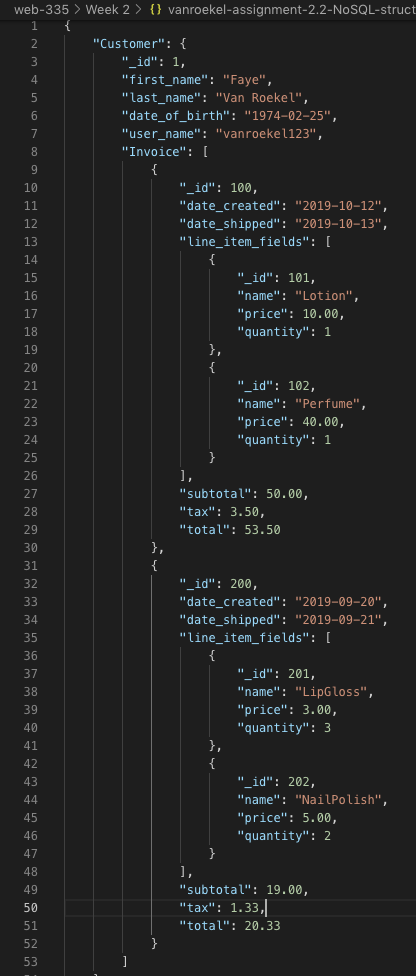 web-335 > Week 2 > {} vanroekel-assignment-2.2-NoSQL-struct
1 {
2 "Customer": {
3 "_id": 1,
4 "first_name": "Faye",
5 "last_name": "Van Roekel",
6 "date_of_birth": "1974-02-25",
7 "user_name": "vanroekel123",
8 "Invoice": [
9 {
10 "_id": 100,
11 "date_created": "2019-10-12",
12 "date_shipped": "2019-10-13",
13 "line_item_fields": [
14 {
15 "_id": 101,
16 "name": "Lotion",
17 "price": 10.00,
18 "quantity": 1
19 },
20 {
21 "_id": 102,
22 "name": "Perfume",
23 "price": 40.00,
24 "quantity": 1
25 }
26 ],
27 "subtotal": 50.00,
28 "tax": 3.50,
29 "total": 53.50
30 },
31 {
32 "_id": 200,
33 "date_created": "2019-09-20",
34 "date_shipped": "2019-09-21",
35 "line_item_fields": [
36 {
37 "_id": 201,
38 "name": "LipGloss",
39 "price": 3.00,
40 "quantity": 3
41 },
42 {
43 "_id": 202,
44 "name": "NailPolish",
45 "price": 5.00,
46 "quantity": 2
47 }
48 ],
49 "subtotal": 19.00,
50 "tax": 1.33,
51 "total": 20.33
52 }
53 ]